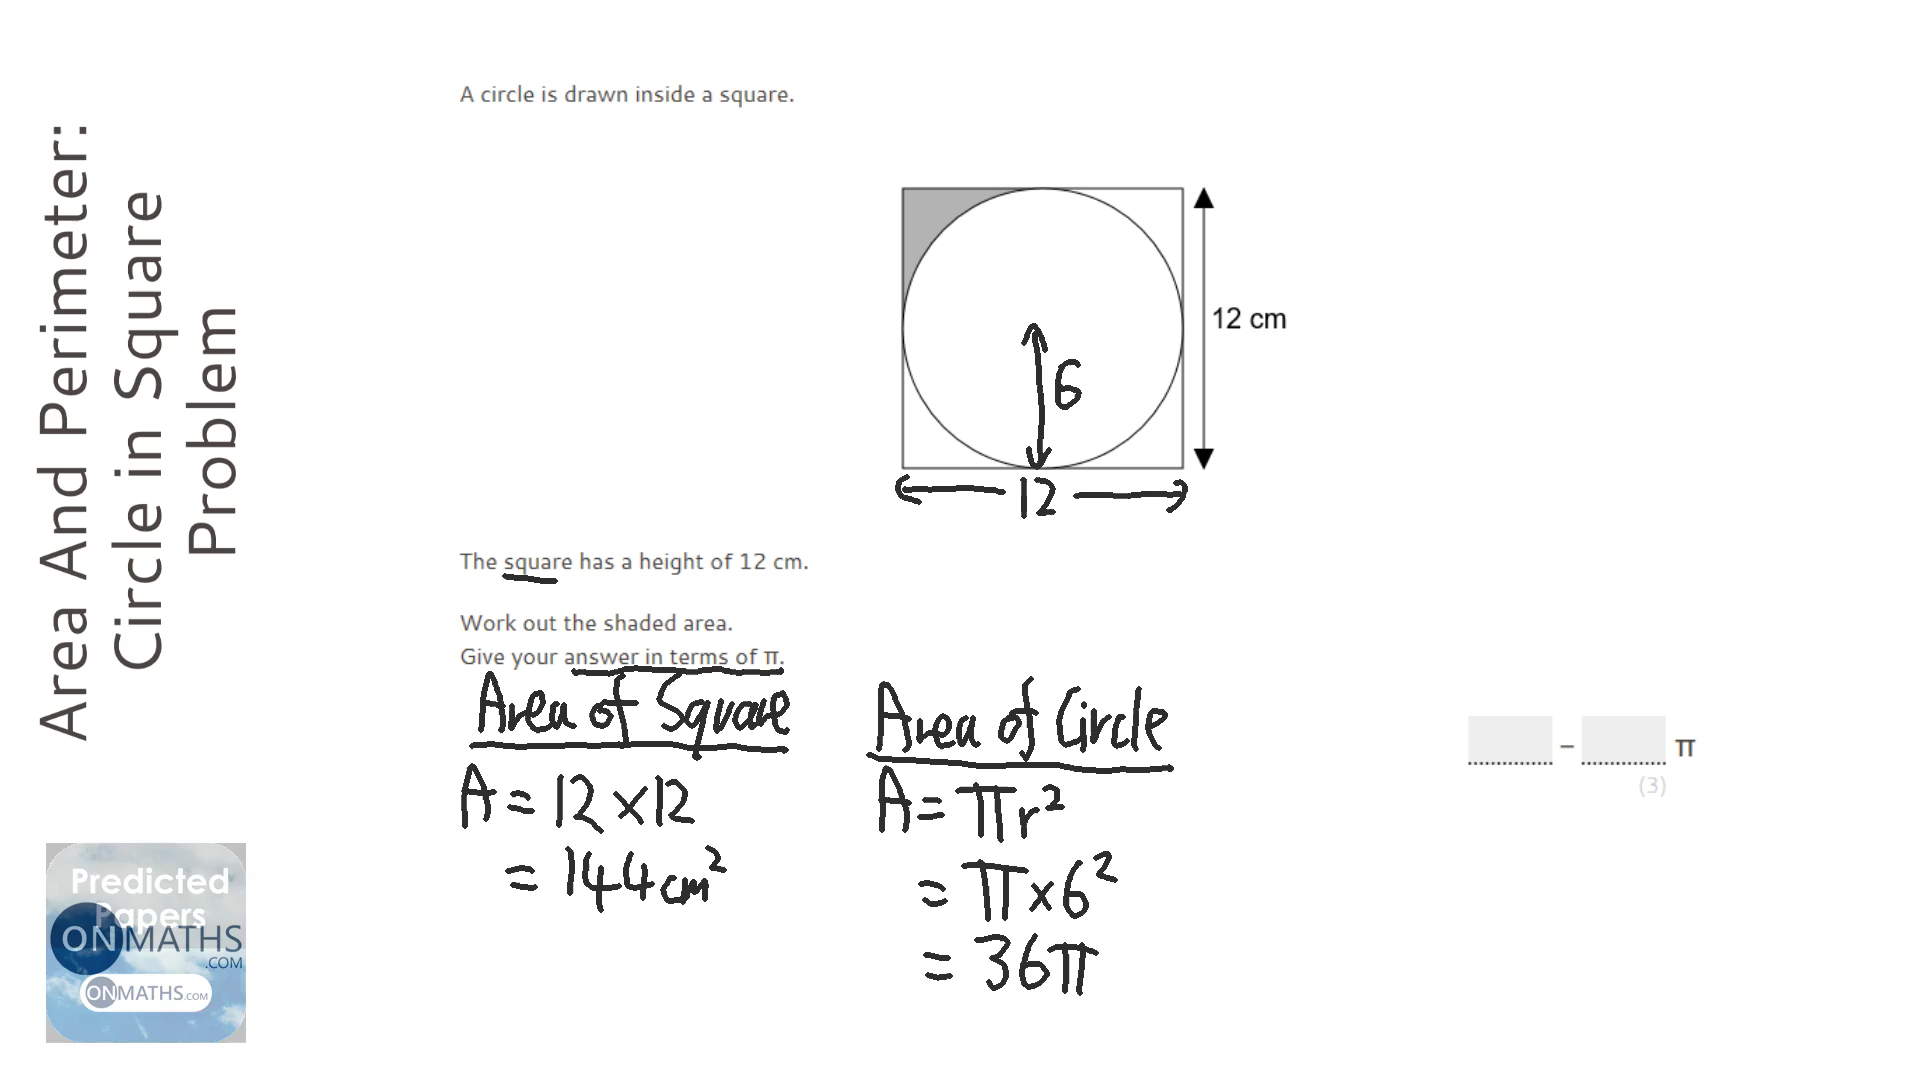 Area And Perimeter:
Circle in Square
Problem
A circle is drawn inside a square.
12 cm
6
12
The square has a height of 12 cm.
Work out the shaded area.
Give your answer in terms of π.
Area of Square
A = 12 × 12
= 144 cm²
Area of Circle
A = πr²
= π × 6²
= 36π
– π
(3)
Predicted
Papers
ONMATHS
.COM
ONMATHS.COM